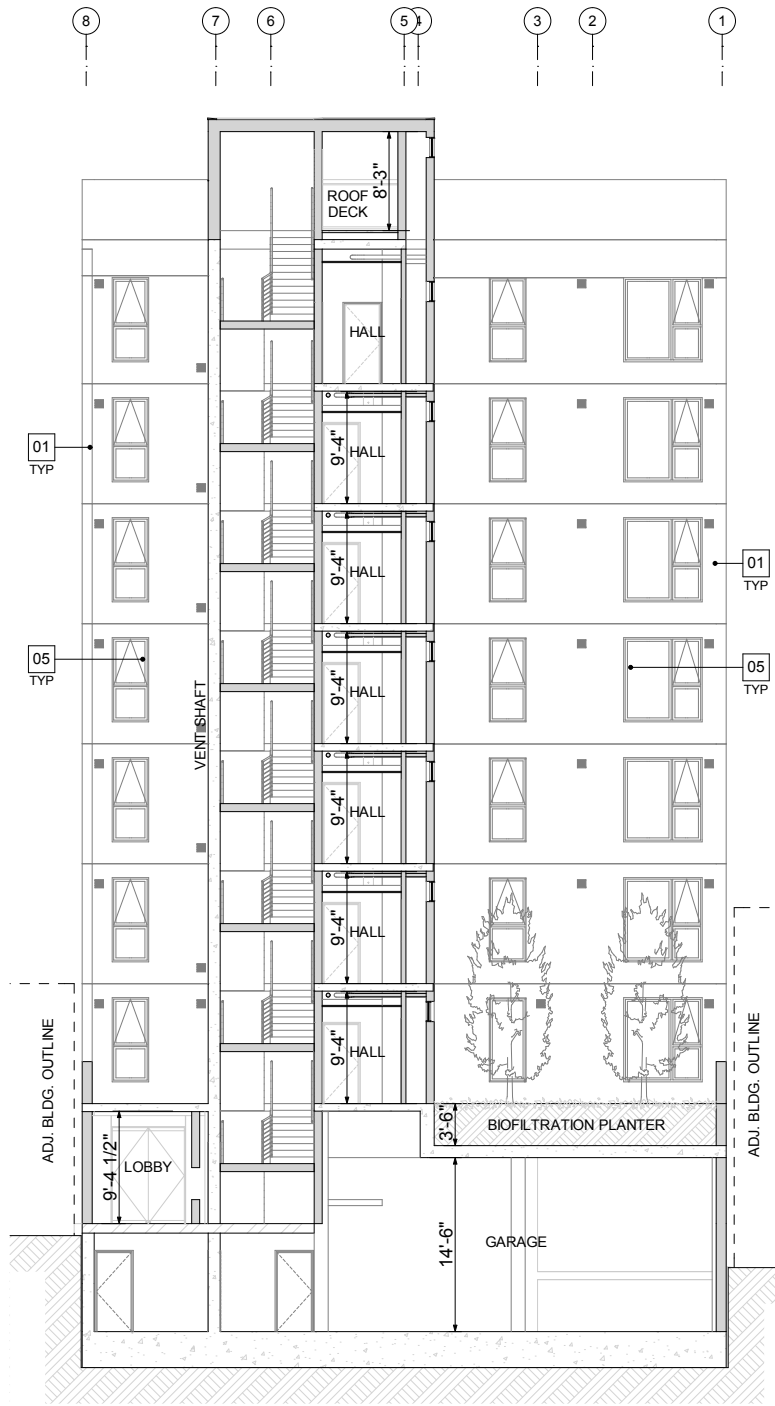 8 7 6 5 4 3 2 1
8'-3"
ROOF
DECK
HALL
01
TYP
9'-4"
HALL
9'-4"
HALL
01
TYP
05
TYP
9'-4"
HALL
05
TYP
VENT SHAFT
9'-4"
HALL
9'-4"
HALL
9'-4"
HALL
ADJ. BLDG. OUTLINE
ADJ. BLDG. OUTLINE
3'-6"
BIOFILTRATION PLANTER
9'-4 1/2"
LOBBY
14'-6"
GARAGE